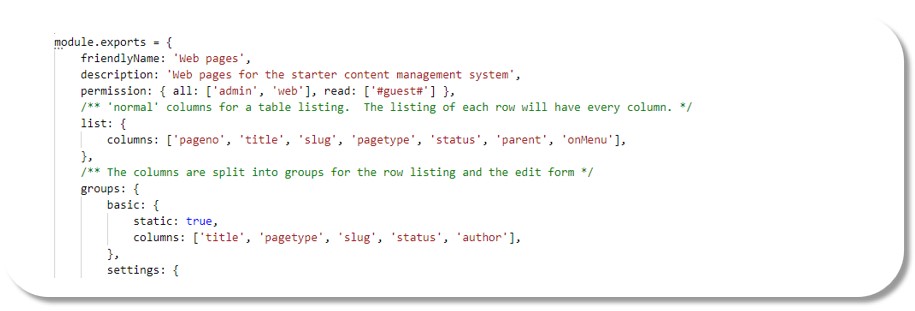 module.exports = {
friendlyName: 'Web pages',
description: 'Web pages for the starter content management system',
permission: { all: ['admin', 'web'], read: ['#guest#'] },
/** 'normal' columns for a table listing.  The listing of each row will have every column. */
list: {
columns: ['pageno', 'title', 'slug', 'pagetype', 'status', 'parent', 'onMenu'],
},
/** The columns are split into groups for the row listing and the edit form */
groups: {
basic: {
static: true,
columns: ['title', 'pagetype', 'slug', 'status', 'author'],
},
settings: {